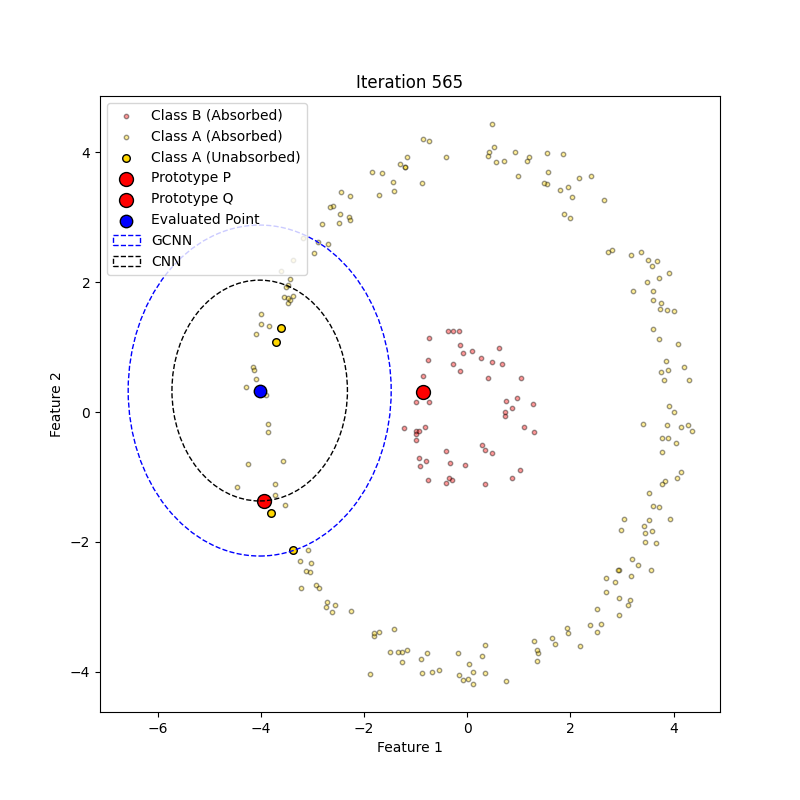 Iteration 565
Class B (Absorbed)
Class A (Absorbed)
Class A (Unabsorbed)
Prototype P
Prototype Q
Evaluated Point
GCNN
CNN
4
2
0
−2
−4
Feature 2
−6 −4 −2 0 2 4
Feature 1